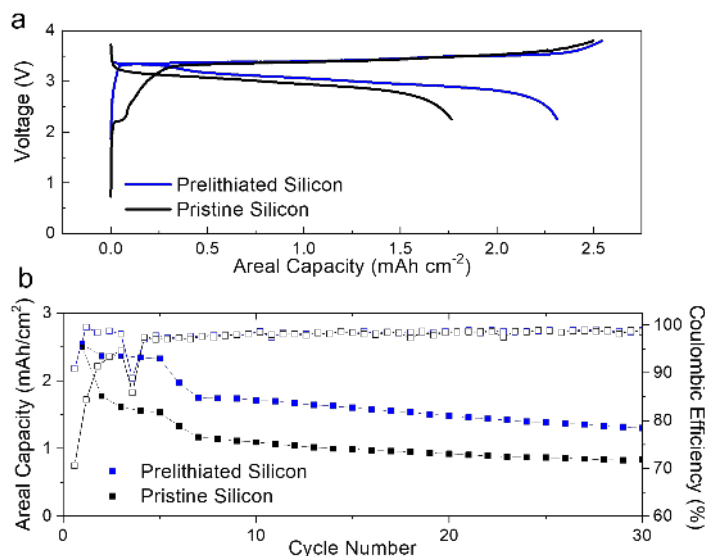 a
4
3
2
1
0
Voltage (V)
Prelithiated Silicon
Pristine Silicon
0.0 0.5 1.0 1.5 2.0 2.5
Areal Capacity (mAh cm⁻²)
b
3
2
1
0
Areal Capacity (mAh/cm²)
100
90
80
70
60
Coulombic Efficiency (%)
Prelithiated Silicon
Pristine Silicon
0 10 20 30
Cycle Number